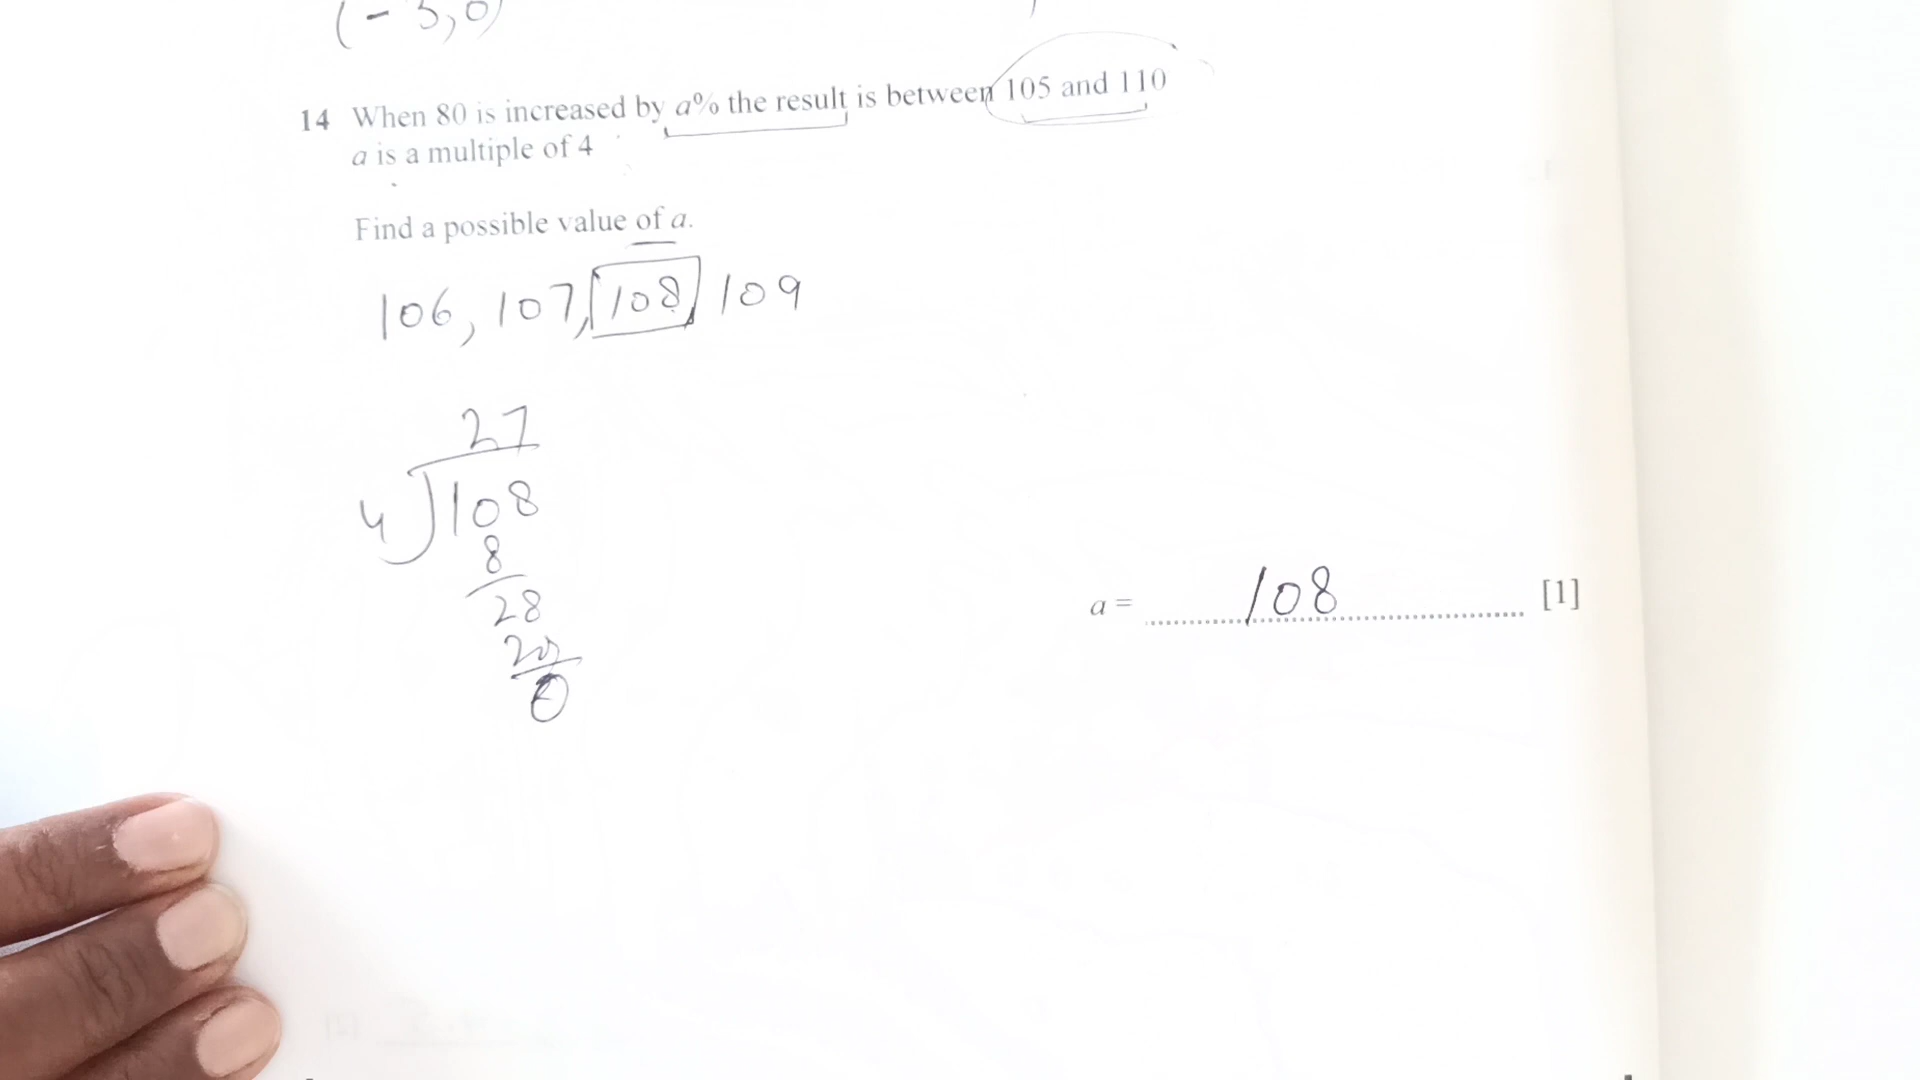 (-3,0)
14 When 80 is increased by a% the result is between 105 and 110
a is a multiple of 4
Find a possible value of a.
106, 107, 108, 109
27
4 108
8
28
28
0
a = 108 [1]